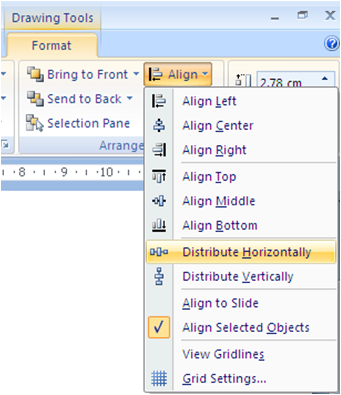 Drawing Tools
Format
Bring to Front
Align
2.78 cm
Send to Back
Selection Pane
Arrange
8 9 10
Align Left
Align Center
Align Right
Align Top
Align Middle
Align Bottom
Distribute Horizontally
Distribute Vertically
Align to Slide
Align Selected Objects
View Gridlines
Grid Settings...